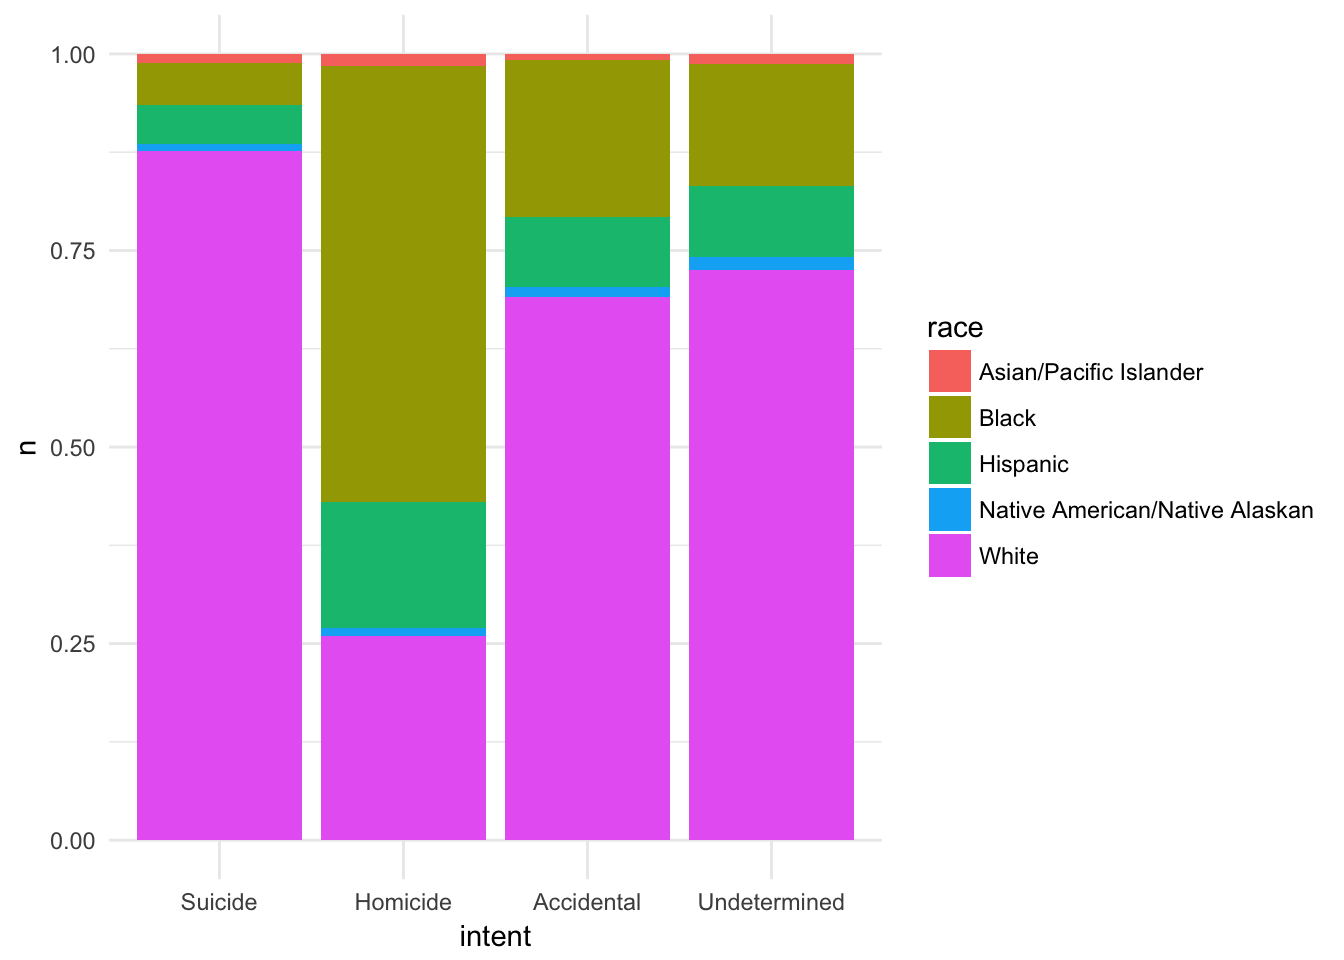 1.00
0.75
0.50
0.25
0.00
n
Suicide Homicide Accidental Undetermined
intent
race
Asian/Pacific Islander
Black
Hispanic
Native American/Native Alaskan
White